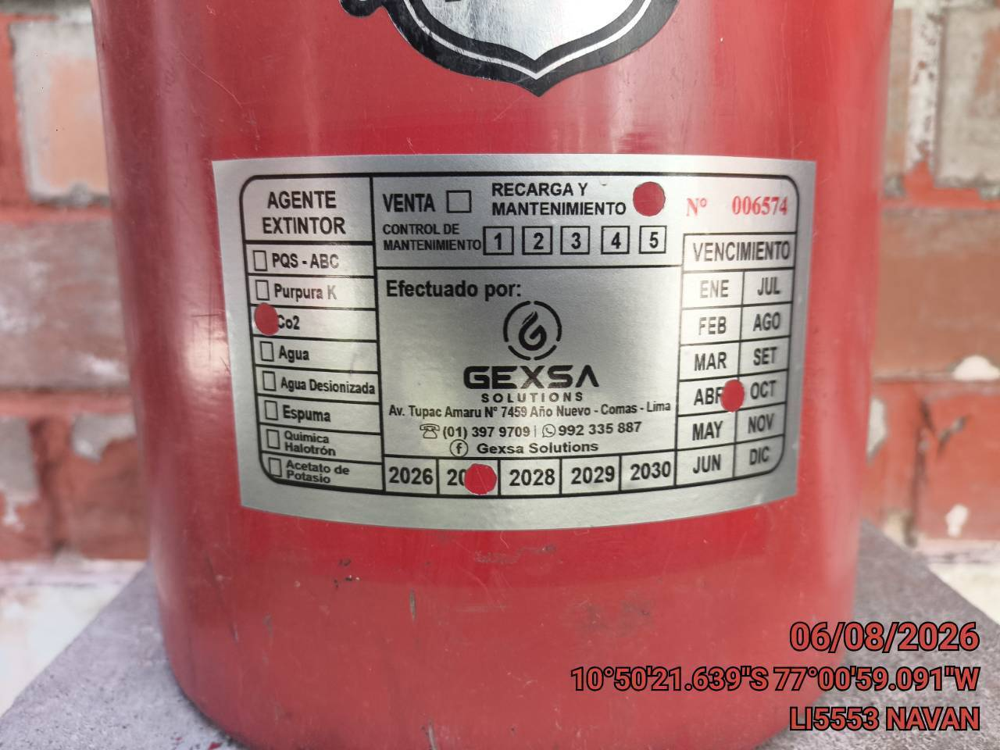 AGENTE
EXTINTOR
PQS - ABC
Purpura K
Co2
Agua
Agua Desionizada
Espuma
Quimica
Halotrón
Acetato de
Potasio
VENTA
RECARGA Y
MANTENIMIENTO
CONTROL DE
MANTENIMIENTO 1 2 3 4 5
Efectuado por:
GEXSA
SOLUTIONS
Av. Tupac Amaru N° 7459 Año Nuevo - Comas - Lima
(01) 397 9709 | 992 335 887
Gexsa Solutions
2026 20 2028 2029 2030
N° 006574
VENCIMIENTO
ENE JUL
FEB AGO
MAR SET
ABR OCT
MAY NOV
JUN DIC
06/08/2026
10°50'21.639"S 77°00'59.091"W
LI5553 NAVAN